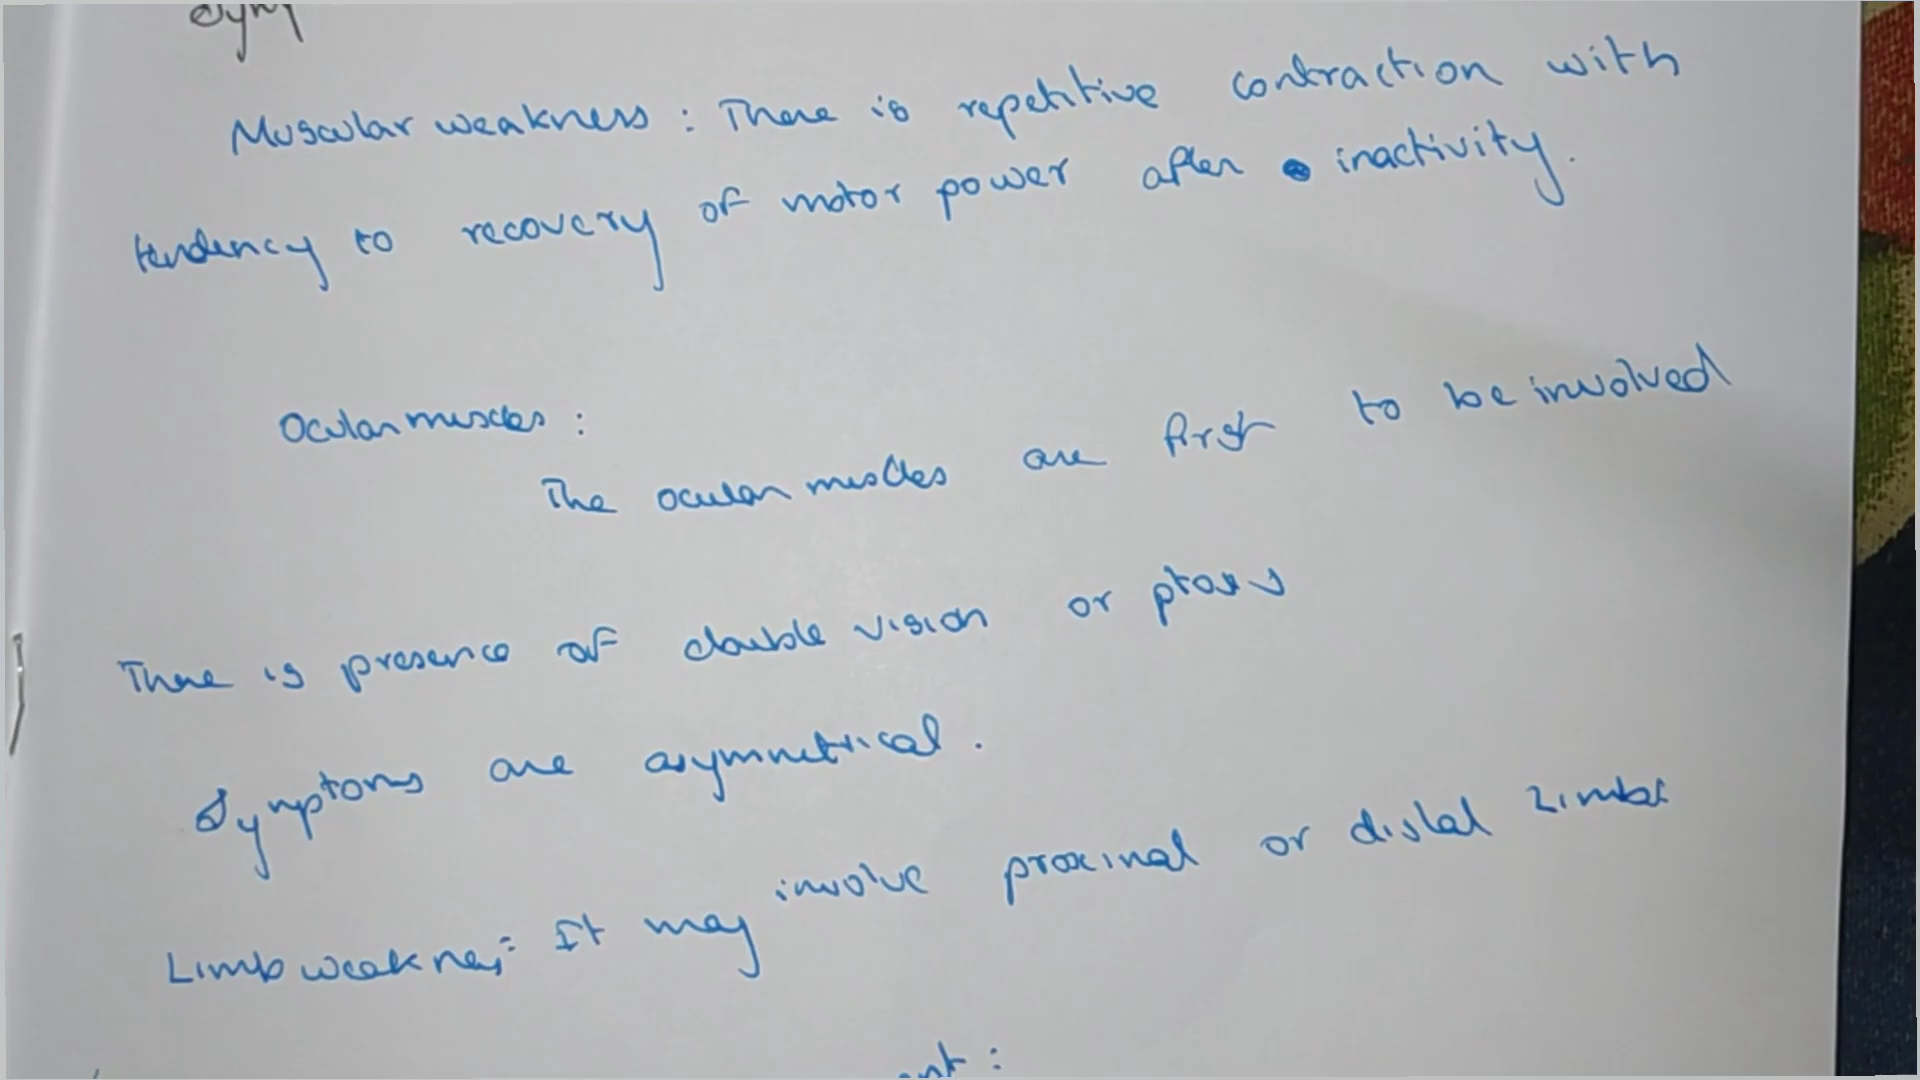 Muscular weakness : There is repetitive contraction with
tendency to recovery of motor power after inactivity.
Ocular muscles :
The ocular muscles are first to be involved
There is presence of double vision or ptosis
Symptoms are asymmetrical.
Limb weakness: It may involve proximal or distal Limbs